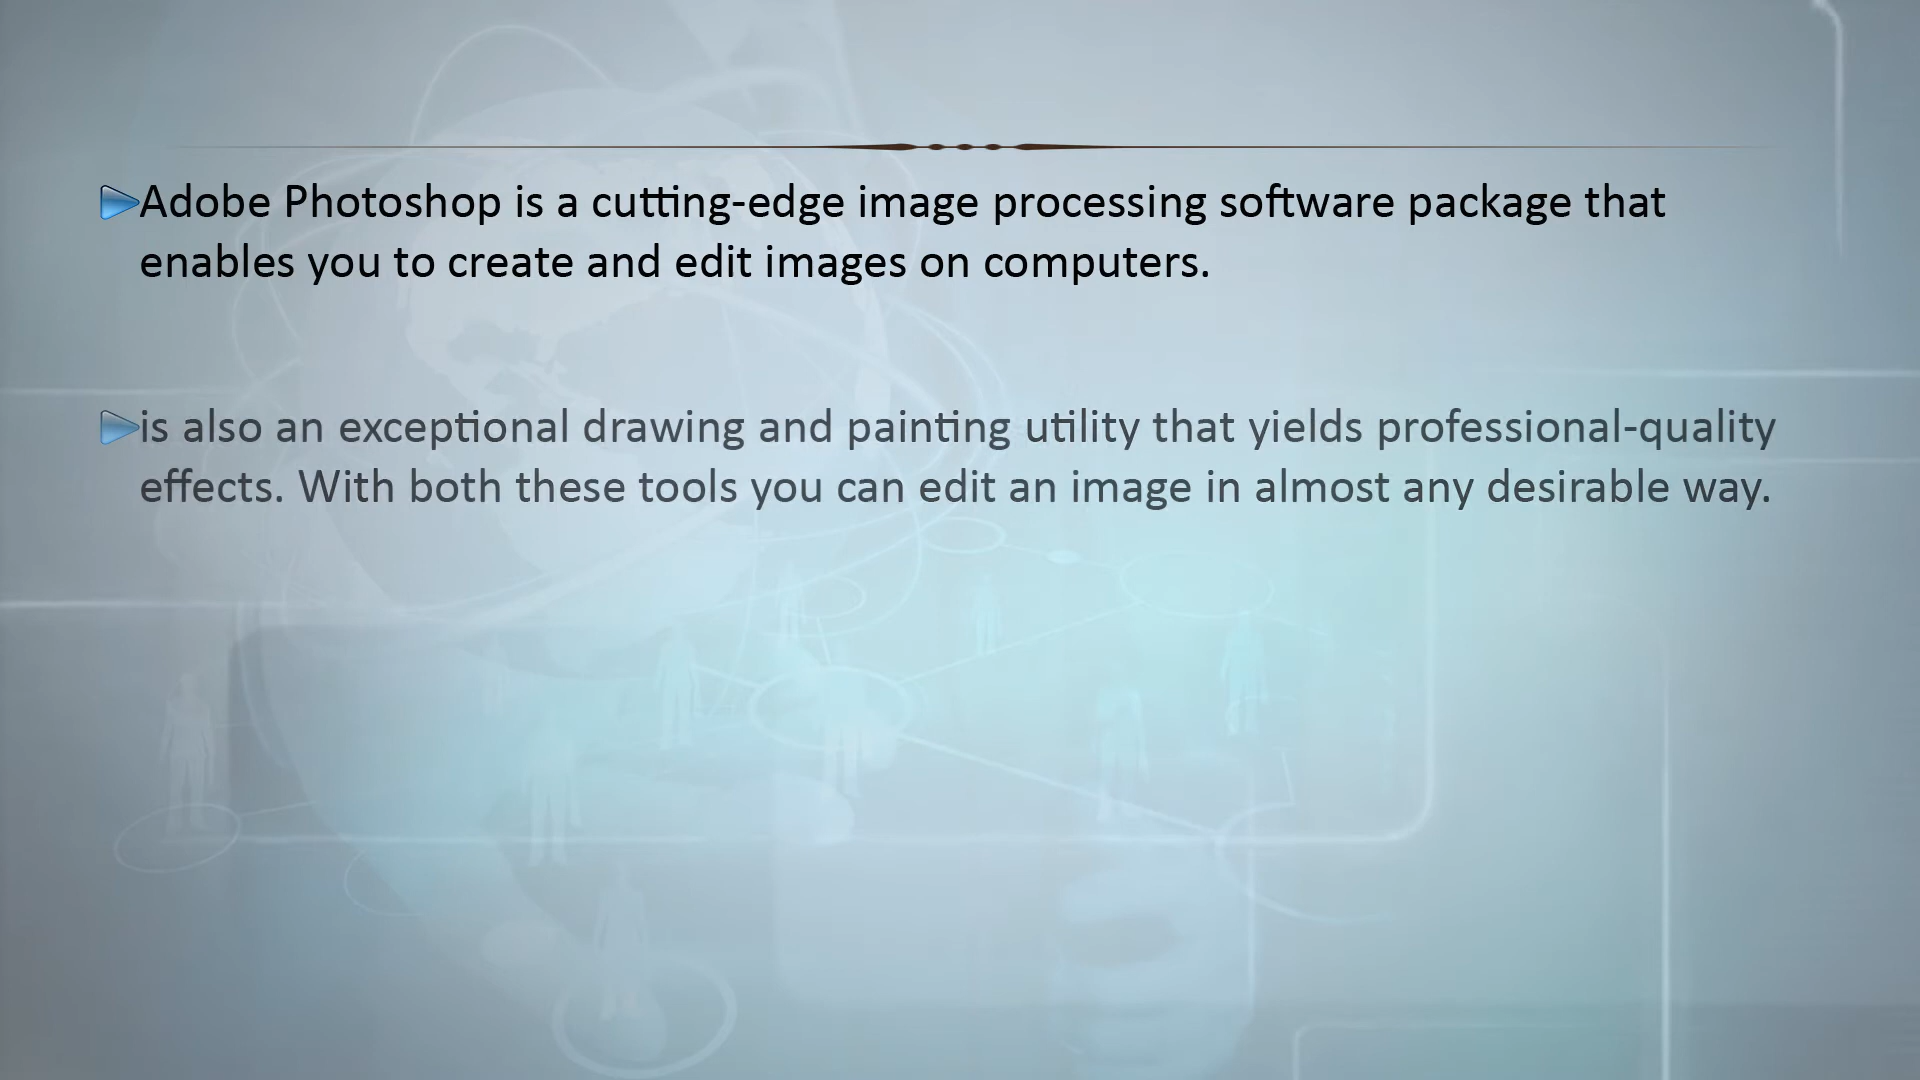 Adobe Photoshop is a cutting-edge image processing software package that
enables you to create and edit images on computers.
is also an exceptional drawing and painting utility that yields professional-quality
effects. With both these tools you can edit an image in almost any desirable way.